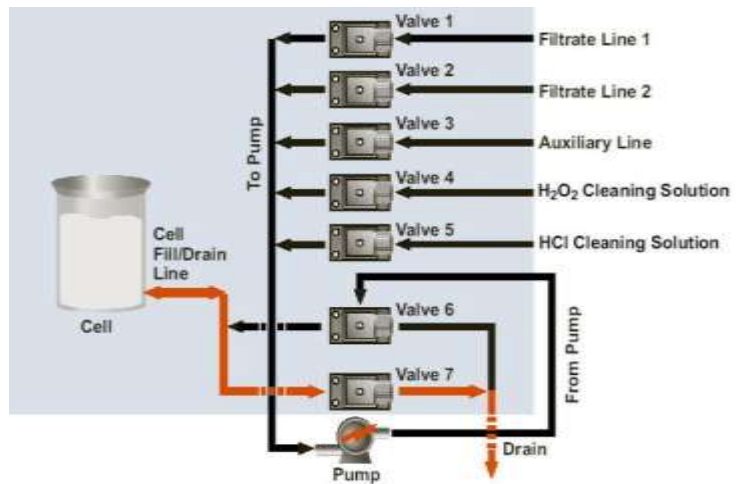 Valve 1
Filtrate Line 1
Valve 2
Filtrate Line 2
Valve 3
Auxiliary Line
To Pump
Valve 4
H₂O₂ Cleaning Solution
Valve 5
HCl Cleaning Solution
Cell
Fill/Drain
Line
Cell
Valve 6
From Pump
Valve 7
Drain
Pump